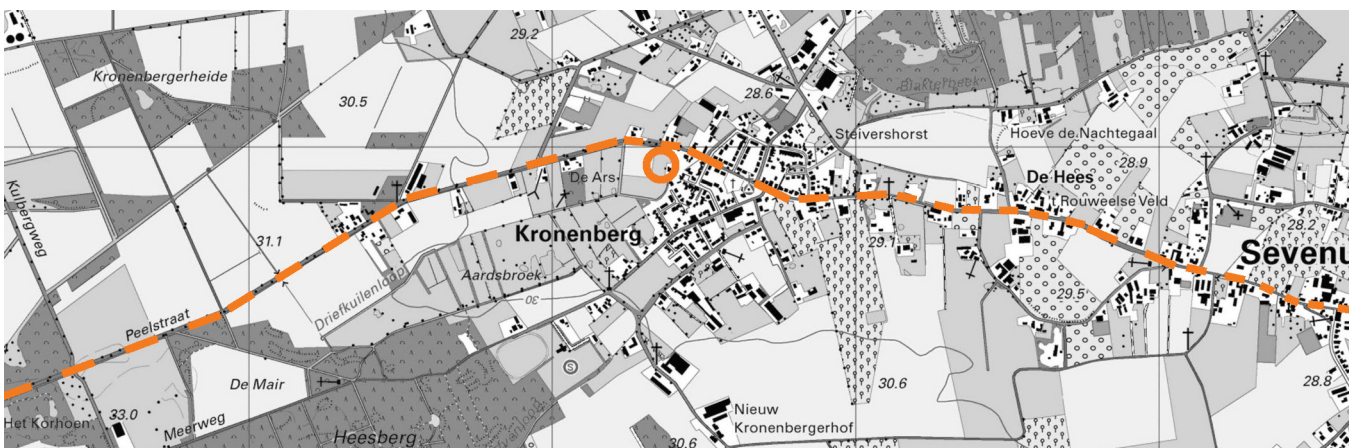 29.2
Kronenbergerheide
30.5
28.6
Blakterbeek
Steivershorst
Hoeve de Nachtegaal
28.9
De Ars
De Hees
't Rouweelse Veld
Kulbergweg
Kronenberg
28.2
31.1
29.1
Sevenu
Aardsbroek
Driefkuilenloop
30
29.5
Peelstraat
S
De Mair
30.6
28.8
33.0
Het Korhoen
Meerweg
Nieuw
Kronenbergerhof
Heesberg
30.6